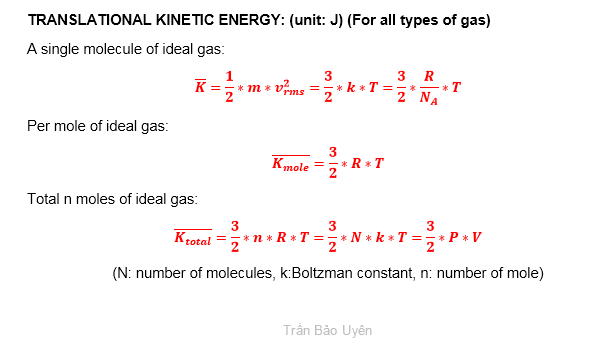 TRANSLATIONAL KINETIC ENERGY: (unit: J) (For all types of gas)
A single molecule of ideal gas:
K̅ = 1/2 * m * v²rms = 3/2 * k * T = 3/2 * R/N_A * T
Per mole of ideal gas:
K̅mole = 3/2 * R * T
Total n moles of ideal gas:
K̅total = 3/2 * n * R * T = 3/2 * N * k * T = 3/2 * P * V
(N: number of molecules, k:Boltzman constant, n: number of mole)
Trần Bảo Uyên